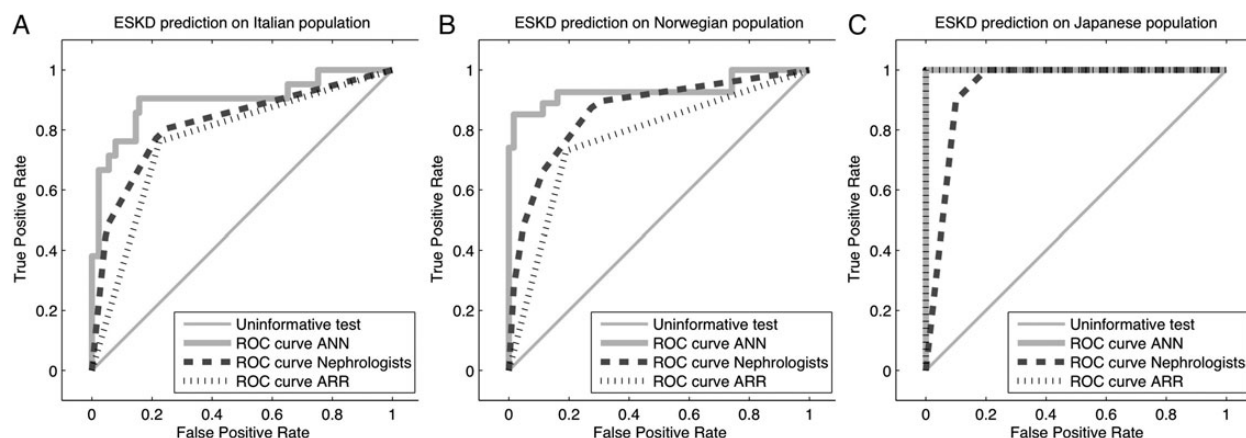 A
ESKD prediction on Italian population
True Positive Rate
1
0.8
0.6
0.4
0.2
0
Uninformative test
ROC curve ANN
ROC curve Nephrologists
ROC curve ARR
0 0.2 0.4 0.6 0.8 1
False Positive Rate
B
ESKD prediction on Norwegian population
True Positive Rate
1
0.8
0.6
0.4
0.2
0
Uninformative test
ROC curve ANN
ROC curve Nephrologists
ROC curve ARR
0 0.2 0.4 0.6 0.8 1
False Positive Rate
C
ESKD prediction on Japanese population
True Positive Rate
1
0.8
0.6
0.4
0.2
0
Uninformative test
ROC curve ANN
ROC curve Nephrologists
ROC curve ARR
0 0.2 0.4 0.6 0.8 1
False Positive Rate